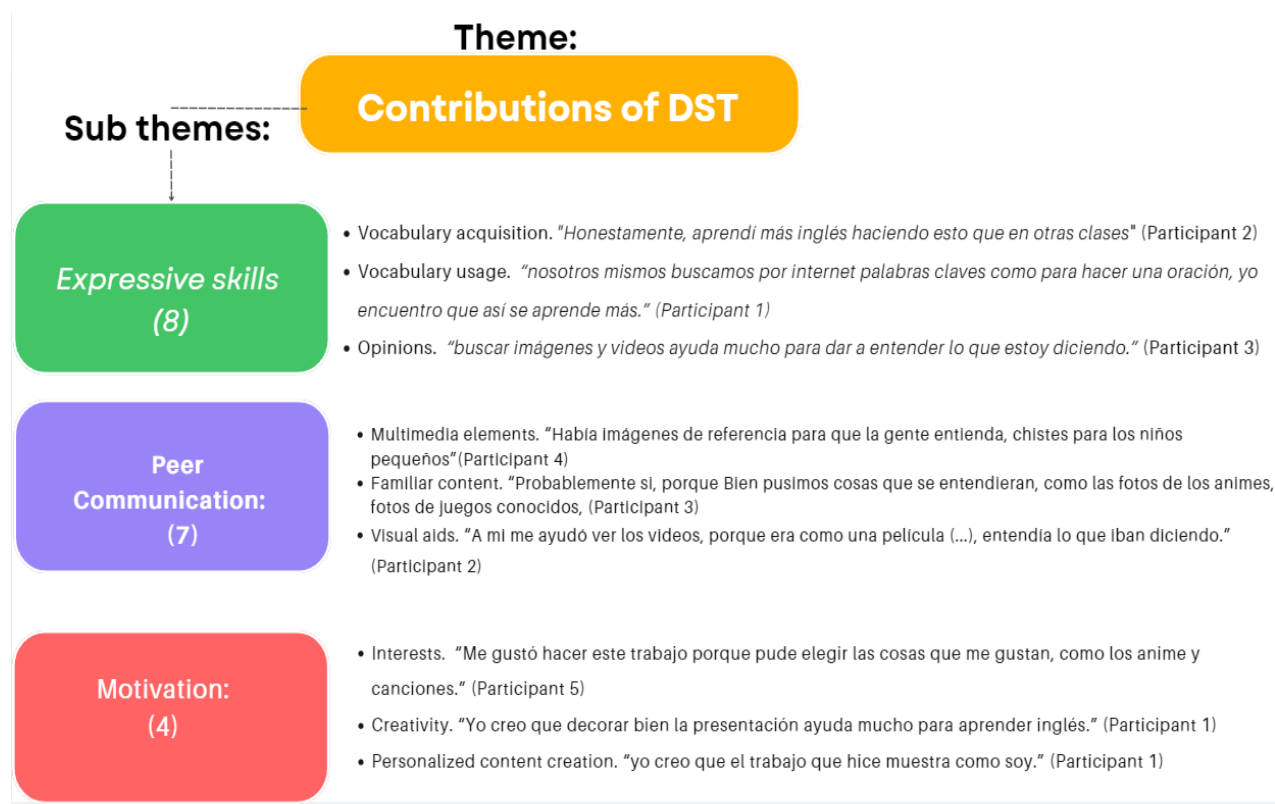 Theme:
Contributions of DST
Sub themes:
Expressive skills
(8)
• Vocabulary acquisition. "Honestamente, aprendí más inglés haciendo esto que en otras clases" (Participant 2)
• Vocabulary usage. “nosotros mismos buscamos por internet palabras claves como para hacer una oración, yo
encuentro que así se aprende más.” (Participant 1)
• Opinions. “buscar imágenes y videos ayuda mucho para dar a entender lo que estoy diciendo.” (Participant 3)
Peer
Communication:
(7)
• Multimedia elements. “Había imágenes de referencia para que la gente entienda, chistes para los niños
pequeños”(Participant 4)
• Familiar content. “Probablemente si, porque Bien pusimos cosas que se entendieran, como las fotos de los animes,
fotos de juegos conocidos, (Participant 3)
• Visual aids. “A mi me ayudó ver los videos, porque era como una película (...), entendía lo que iban diciendo.”
(Participant 2)
Motivation:
(4)
• Interests. “Me gustó hacer este trabajo porque pude elegir las cosas que me gustan, como los anime y
canciones.” (Participant 5)
• Creativity. “Yo creo que decorar bien la presentación ayuda mucho para aprender inglés.” (Participant 1)
• Personalized content creation. “yo creo que el trabajo que hice muestra como soy.” (Participant 1)